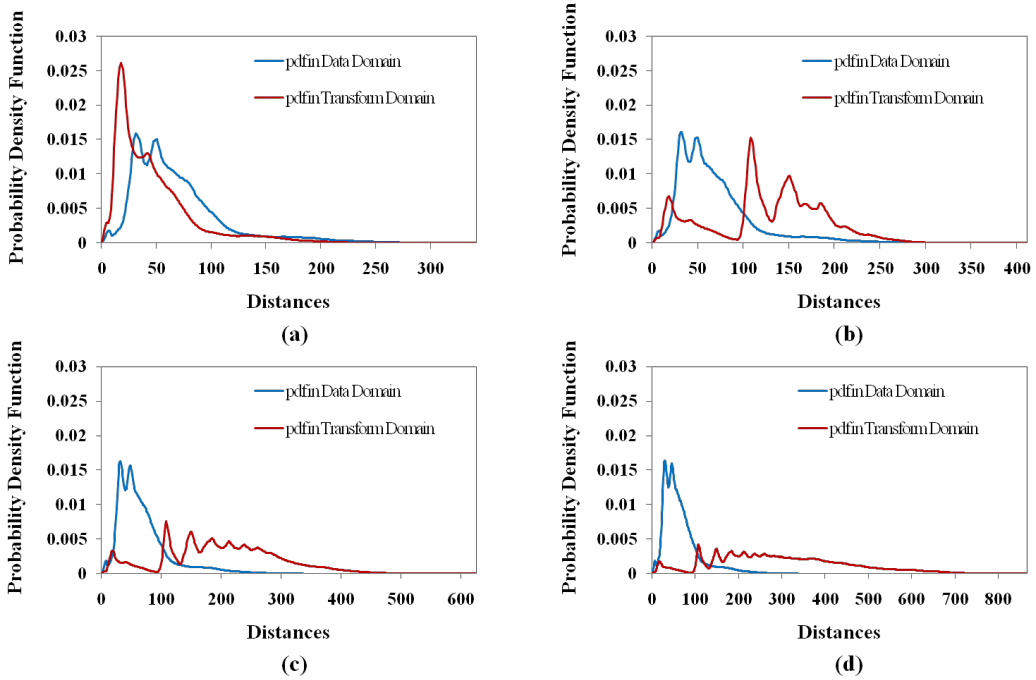 Probability Density Function
0.03
0.025
0.02
0.015
0.01
0.005
0
pdfin Data Domain
pdfin Transform Domain
0 50 100 150 200 250 300
Distances
(a)
Probability Density Function
0.03
0.025
0.02
0.015
0.01
0.005
0
pdfin Data Domain
pdfin Transform Domain
0 50 100 150 200 250 300 350 400
Distances
(b)
Probability Density Function
0.03
0.025
0.02
0.015
0.01
0.005
0
pdfin Data Domain
pdfin Transform Domain
0 100 200 300 400 500 600
Distances
(c)
Probability Density Function
0.03
0.025
0.02
0.015
0.01
0.005
0
pdfin Data Domain
pdfin Transform Domain
0 100 200 300 400 500 600 700 800
Distances
(d)